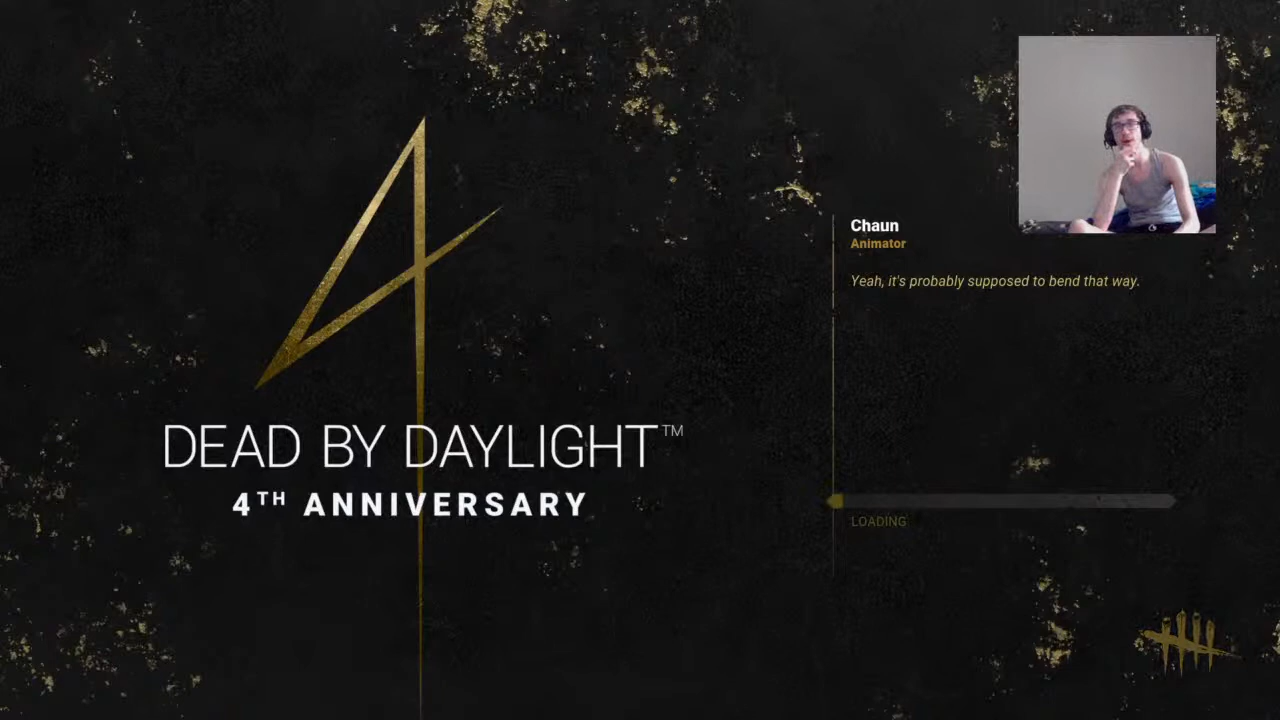 DEAD BY DAYLIGHT™
4TH ANNIVERSARY
Chaun
Animator
Yeah, it's probably supposed to bend that way.
LOADING